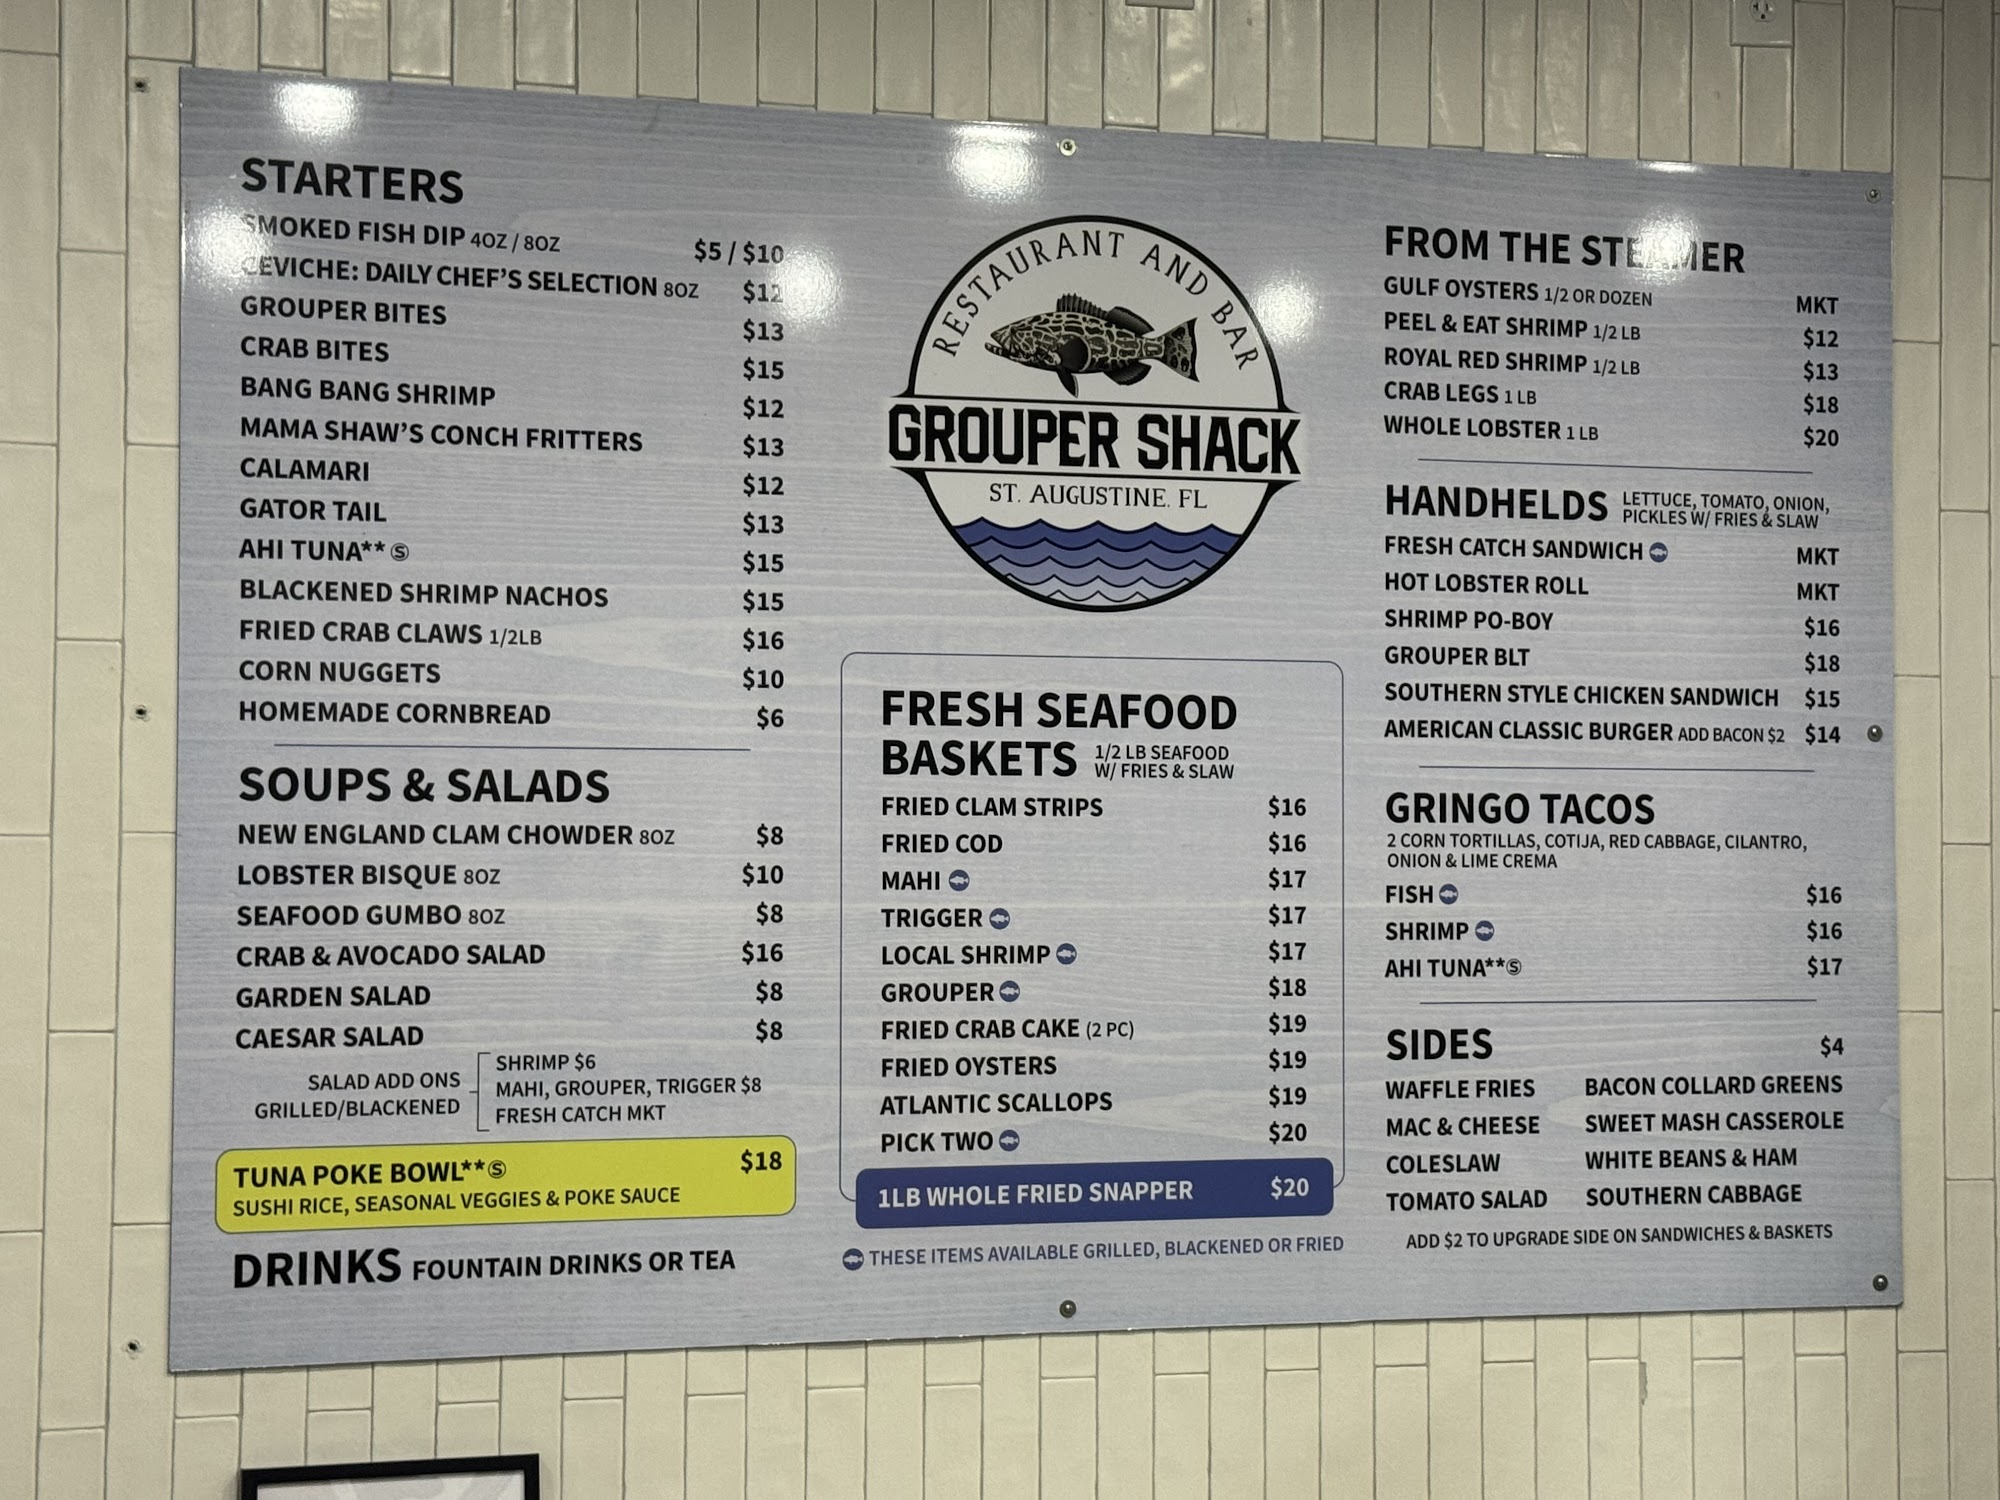 STARTERS
SMOKED FISH DIP 4OZ / 8OZ $5 / $10
CEVICHE: DAILY CHEF'S SELECTION 8OZ $12
GROUPER BITES $13
CRAB BITES $15
BANG BANG SHRIMP $12
MAMA SHAW'S CONCH FRITTERS $13
CALAMARI $12
GATOR TAIL $13
AHI TUNA** Ⓢ $15
BLACKENED SHRIMP NACHOS $15
FRIED CRAB CLAWS 1/2LB $16
CORN NUGGETS $10
HOMEMADE CORNBREAD $6
SOUPS & SALADS
NEW ENGLAND CLAM CHOWDER 8OZ $8
LOBSTER BISQUE 8OZ $10
SEAFOOD GUMBO 8OZ $8
CRAB & AVOCADO SALAD $16
GARDEN SALAD $8
CAESAR SALAD $8
SALAD ADD ONS
GRILLED/BLACKENED
SHRIMP $6
MAHI, GROUPER, TRIGGER $8
FRESH CATCH MKT
TUNA POKE BOWL** Ⓢ $18
SUSHI RICE, SEASONAL VEGGIES & POKE SAUCE
DRINKS FOUNTAIN DRINKS OR TEA
RESTAURANT AND BAR
GROUPER SHACK
ST. AUGUSTINE. FL
FRESH SEAFOOD
BASKETS 1/2 LB SEAFOOD
W/ FRIES & SLAW
FRIED CLAM STRIPS $16
FRIED COD $16
MAHI $17
TRIGGER $17
LOCAL SHRIMP $17
GROUPER $18
FRIED CRAB CAKE (2 PC) $19
FRIED OYSTERS $19
ATLANTIC SCALLOPS $19
PICK TWO $20
1LB WHOLE FRIED SNAPPER $20
THESE ITEMS AVAILABLE GRILLED, BLACKENED OR FRIED
FROM THE STEAMER
GULF OYSTERS 1/2 OR DOZEN MKT
PEEL & EAT SHRIMP 1/2 LB $12
ROYAL RED SHRIMP 1/2 LB $13
CRAB LEGS 1 LB $18
WHOLE LOBSTER 1 LB $20
HANDHELDS LETTUCE, TOMATO, ONION,
PICKLES W/ FRIES & SLAW
FRESH CATCH SANDWICH MKT
HOT LOBSTER ROLL MKT
SHRIMP PO-BOY $16
GROUPER BLT $18
SOUTHERN STYLE CHICKEN SANDWICH $15
AMERICAN CLASSIC BURGER ADD BACON $2 $14
GRINGO TACOS
2 CORN TORTILLAS, COTIJA, RED CABBAGE, CILANTRO,
ONION & LIME CREMA
FISH $16
SHRIMP $16
AHI TUNA** Ⓢ $17
SIDES $4
WAFFLE FRIES BACON COLLARD GREENS
MAC & CHEESE SWEET MASH CASSEROLE
COLESLAW WHITE BEANS & HAM
TOMATO SALAD SOUTHERN CABBAGE
ADD $2 TO UPGRADE SIDE ON SANDWICHES & BASKETS